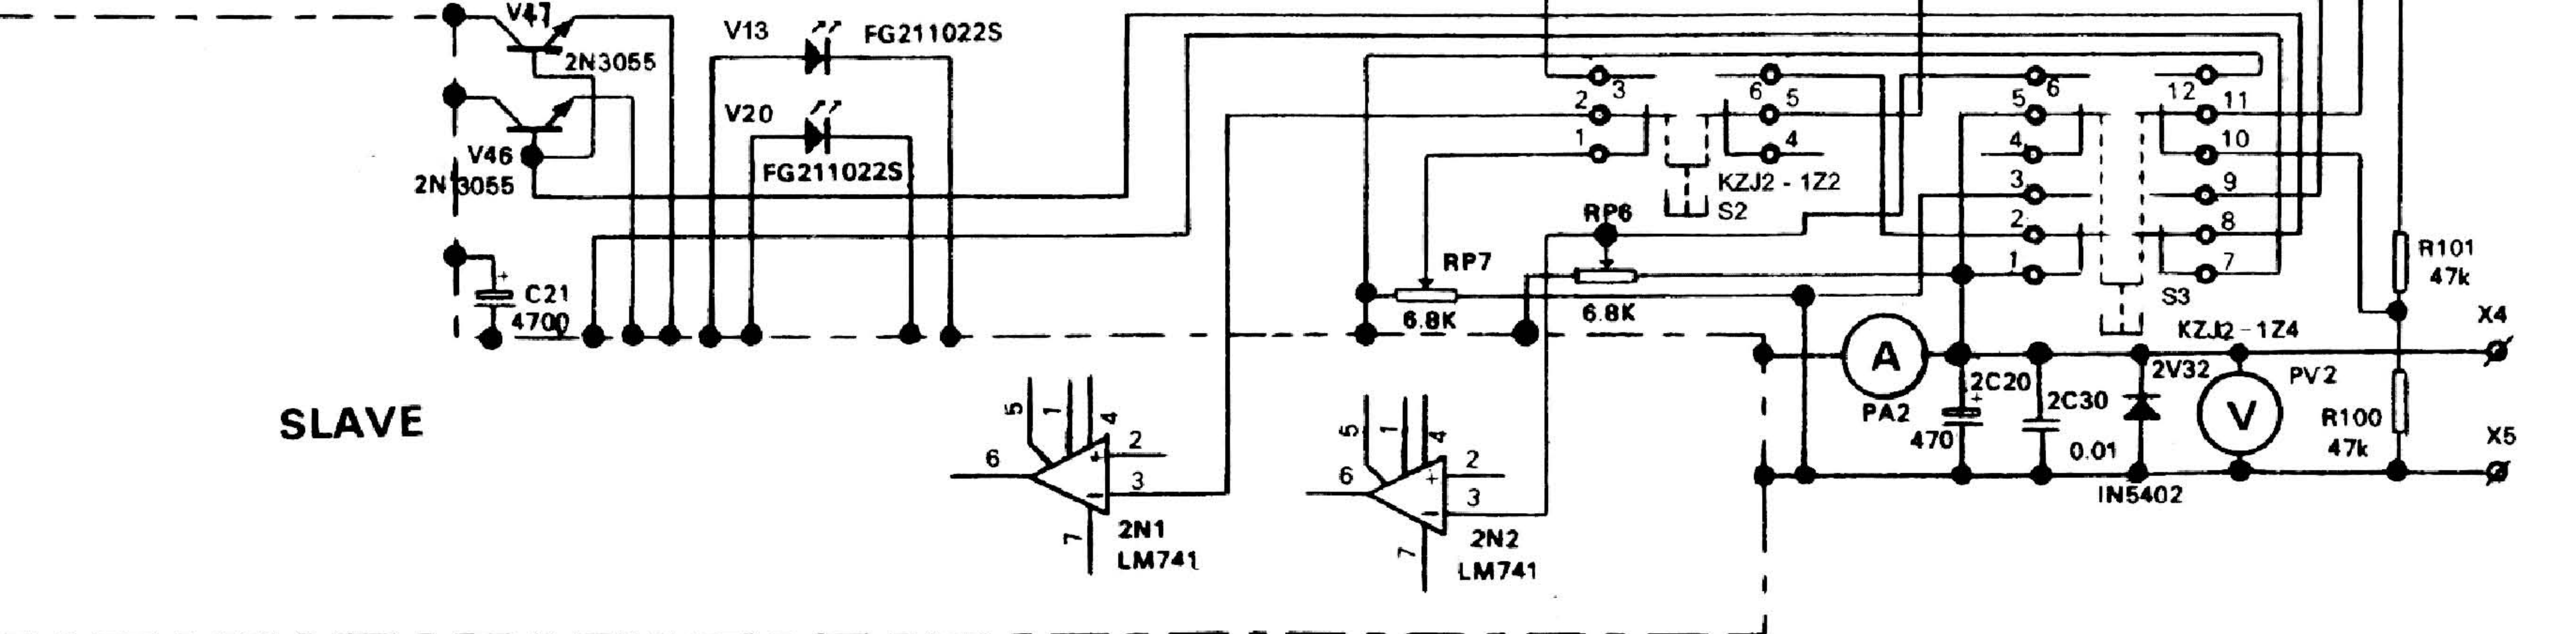 V47
2N3055
V13
FG211022S
V20
FG211022S
V46
2N3055
C21
+
4700
SLAVE
3
2
1
6
5
4
KZJ2 - 1Z2
S2
RP6
6.8K
RP7
6.8K
6
5
4
3
2
1
12
11
10
9
8
7
S3
KZJ2-1Z4
R101
47k
X4
A
PA2
2C20
+
470
2C30
0.01
2V32
IN5402
PV2
V
R100
47k
X5
5
1
4
6
2
3
+
−
7
2N1
LM741
5
1
4
6
2
3
+
−
7
2N2
LM741